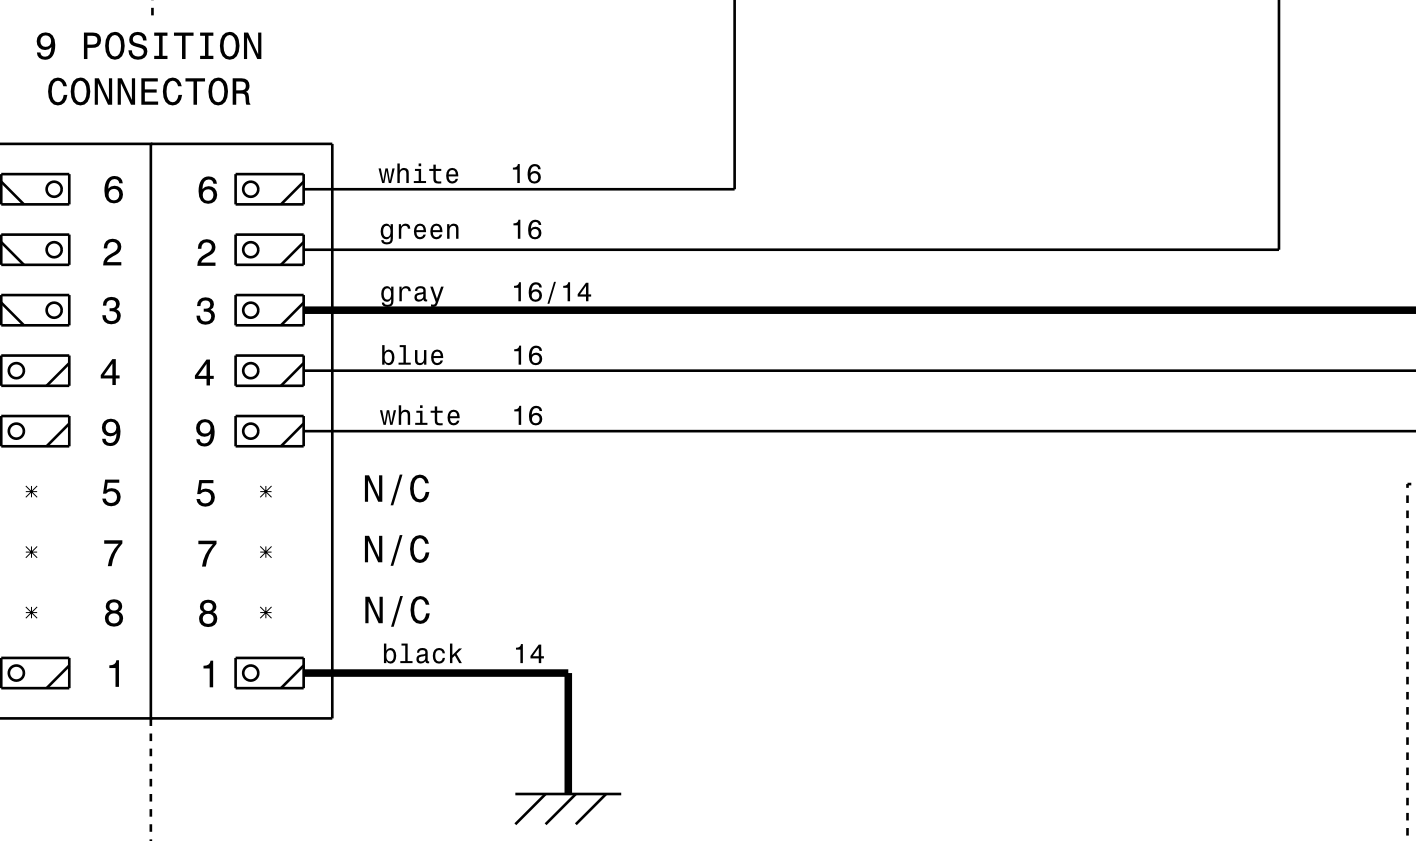 9 POSITION
CONNECTOR
6 6 white 16
2 2 green 16
3 3 gray 16/14
4 4 blue 16
9 9 white 16
* 5 5 * N/C
* 7 7 * N/C
* 8 8 * N/C
1 1 black 14